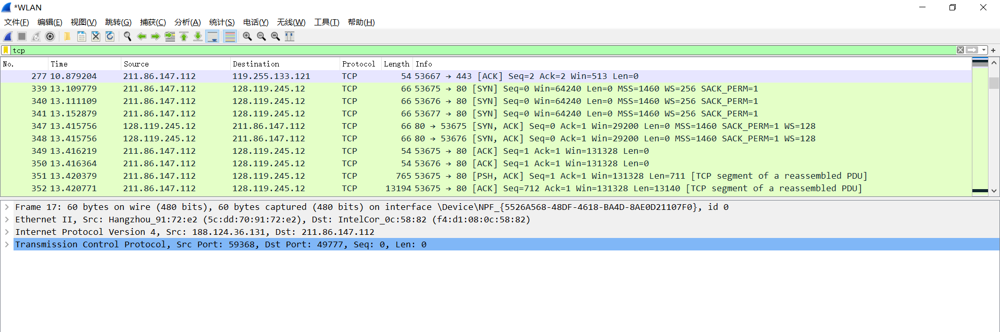 *WLAN
文件(F) 编辑(E) 视图(V) 跳转(G) 捕获(C) 分析(A) 统计(S) 电话(Y) 无线(W) 工具(T) 帮助(H)
tcp
No. Time Source Destination Protocol Length Info
277 10.879204 211.86.147.112 119.255.133.121 TCP 54 53667 → 443 [ACK] Seq=2 Ack=2 Win=513 Len=0
339 13.109779 211.86.147.112 128.119.245.12 TCP 66 53675 → 80 [SYN] Seq=0 Win=64240 Len=0 MSS=1460 WS=256 SACK_PERM=1
340 13.111109 211.86.147.112 128.119.245.12 TCP 66 53676 → 80 [SYN] Seq=0 Win=64240 Len=0 MSS=1460 WS=256 SACK_PERM=1
341 13.152879 211.86.147.112 128.119.245.12 TCP 66 53677 → 80 [SYN] Seq=0 Win=64240 Len=0 MSS=1460 WS=256 SACK_PERM=1
347 13.415756 128.119.245.12 211.86.147.112 TCP 66 80 → 53675 [SYN, ACK] Seq=0 Ack=1 Win=29200 Len=0 MSS=1460 SACK_PERM=1 WS=128
348 13.415756 128.119.245.12 211.86.147.112 TCP 66 80 → 53676 [SYN, ACK] Seq=0 Ack=1 Win=29200 Len=0 MSS=1460 SACK_PERM=1 WS=128
349 13.416219 211.86.147.112 128.119.245.12 TCP 54 53675 → 80 [ACK] Seq=1 Ack=1 Win=131328 Len=0
350 13.416364 211.86.147.112 128.119.245.12 TCP 54 53676 → 80 [ACK] Seq=1 Ack=1 Win=131328 Len=0
351 13.420379 211.86.147.112 128.119.245.12 TCP 765 53675 → 80 [PSH, ACK] Seq=1 Ack=1 Win=131328 Len=711 [TCP segment of a reassembled PDU]
352 13.420771 211.86.147.112 128.119.245.12 TCP 13194 53675 → 80 [ACK] Seq=712 Ack=1 Win=131328 Len=13140 [TCP segment of a reassembled PDU]
Frame 17: 60 bytes on wire (480 bits), 60 bytes captured (480 bits) on interface \Device\NPF_{5526A568-48DF-4618-BA4D-8AE0D21107F0}, id 0
Ethernet II, Src: Hangzhou_91:72:e2 (5c:dd:70:91:72:e2), Dst: IntelCor_0c:58:82 (f4:d1:08:0c:58:82)
Internet Protocol Version 4, Src: 188.124.36.131, Dst: 211.86.147.112
Transmission Control Protocol, Src Port: 59368, Dst Port: 49777, Seq: 0, Len: 0